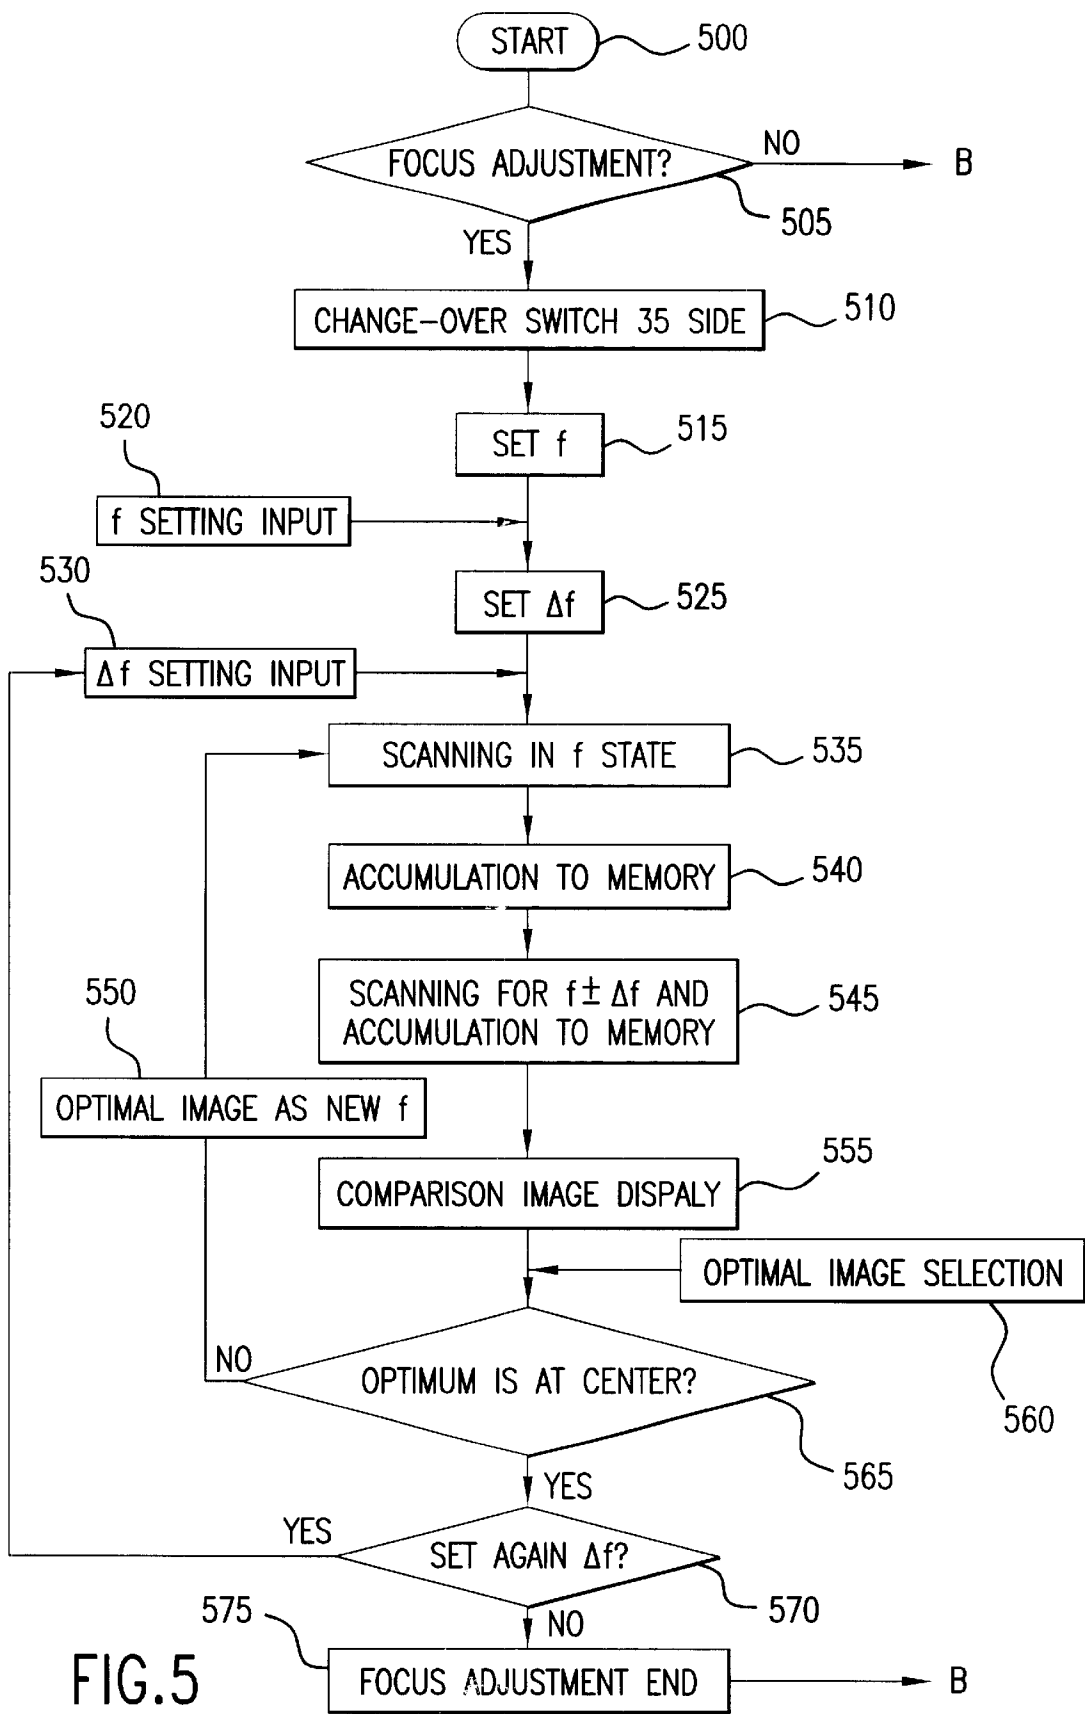 START
500
FOCUS ADJUSTMENT?
NO
B
505
YES
CHANGE-OVER SWITCH 35 SIDE
510
SET f
515
520
f SETTING INPUT
SET Δf
525
530
Δf SETTING INPUT
SCANNING IN f STATE
535
ACCUMULATION TO MEMORY
540
SCANNING FOR f± Δf AND
ACCUMULATION TO MEMORY
545
550
OPTIMAL IMAGE AS NEW f
COMPARISON IMAGE DISPALY
555
OPTIMAL IMAGE SELECTION
560
OPTIMUM IS AT CENTER?
NO
565
YES
SET AGAIN Δf?
YES
570
NO
575
FOCUS ADJUSTMENT END
B
FIG.5